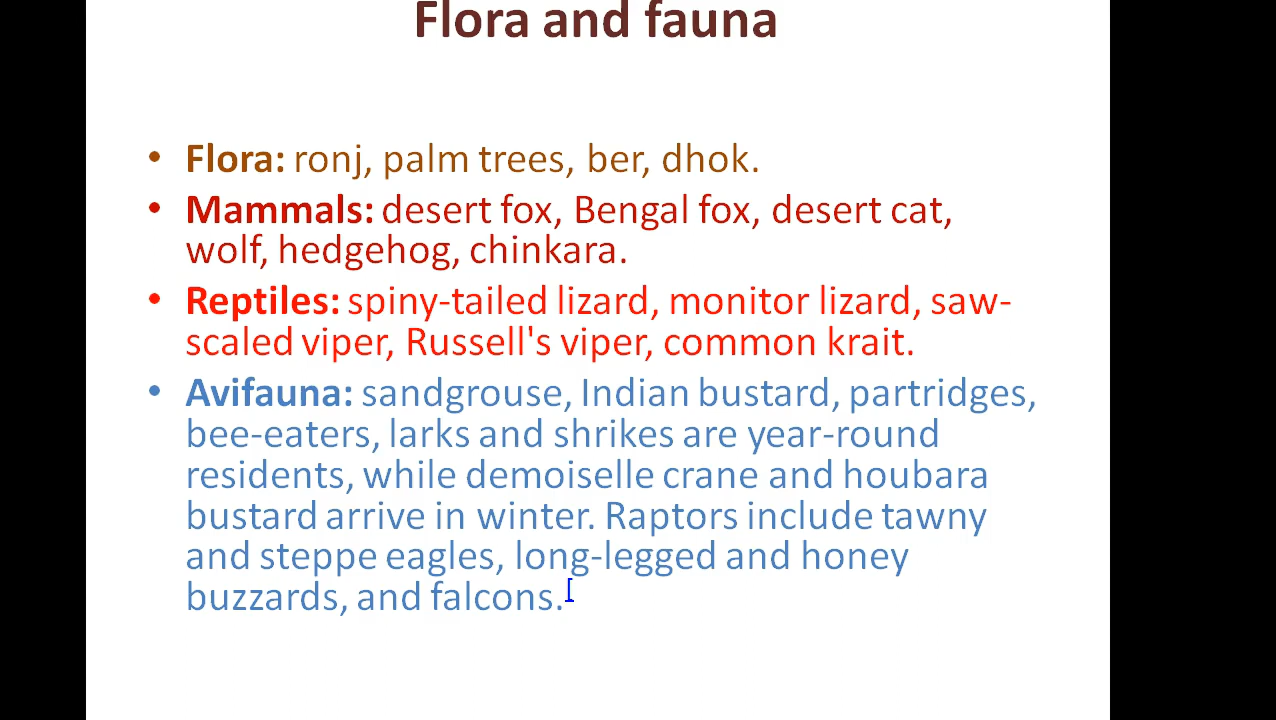 Flora and fauna
• Flora: ronj, palm trees, ber, dhok.
• Mammals: desert fox, Bengal fox, desert cat,
wolf, hedgehog, chinkara.
• Reptiles: spiny-tailed lizard, monitor lizard, saw-
scaled viper, Russell's viper, common krait.
• Avifauna: sandgrouse, Indian bustard, partridges,
bee-eaters, larks and shrikes are year-round
residents, while demoiselle crane and houbara
bustard arrive in winter. Raptors include tawny
and steppe eagles, long-legged and honey
buzzards, and falcons.[